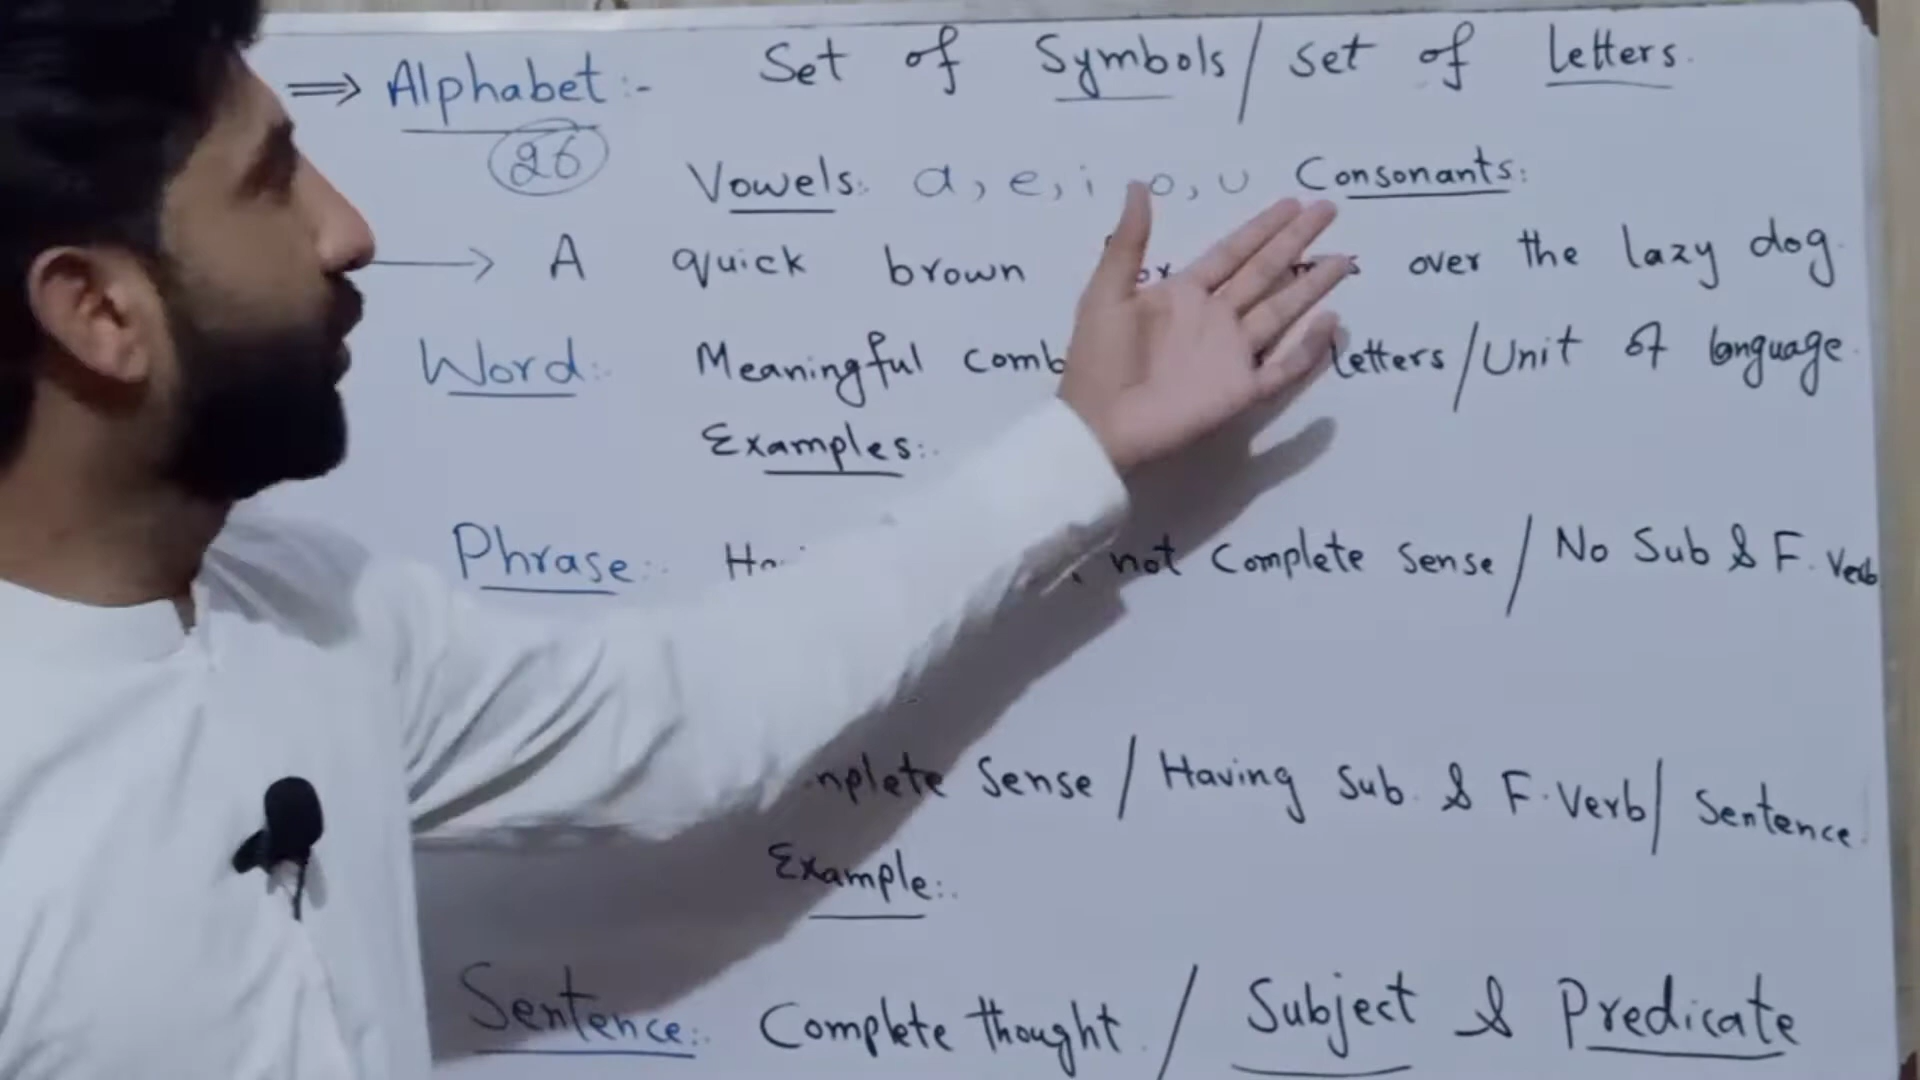 ⇒ Alphabet:- Set of Symbols / Set of letters.
26
Vowels: a, e, i, o, u Consonants:
→ A quick brown over the lazy dog.
Word: Meaningful letters / Unit of language.
Examples:
Phrase: not Complete Sense / No Sub & F. Verb
Sense / Having Sub. & F. Verb / Sentence.
Example:
Sentence: Complete thought. / Subject & Predicate